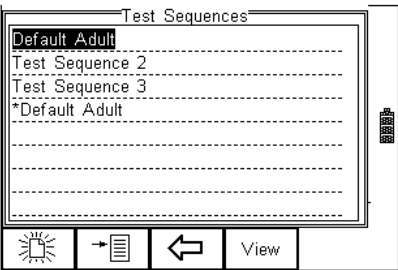 Test Sequences
Default Adult
Test Sequence 2
Test Sequence 3
*Default Adult
View